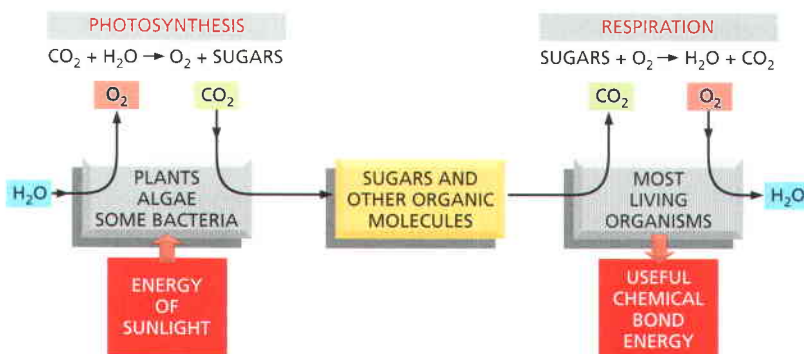 PHOTOSYNTHESIS
CO₂ + H₂O → O₂ + SUGARS
O₂
CO₂
H₂O
PLANTS
ALGAE
SOME BACTERIA
ENERGY
OF
SUNLIGHT
SUGARS AND
OTHER ORGANIC
MOLECULES
RESPIRATION
SUGARS + O₂ → H₂O + CO₂
CO₂
O₂
MOST
LIVING
ORGANISMS
H₂O
USEFUL
CHEMICAL
BOND
ENERGY